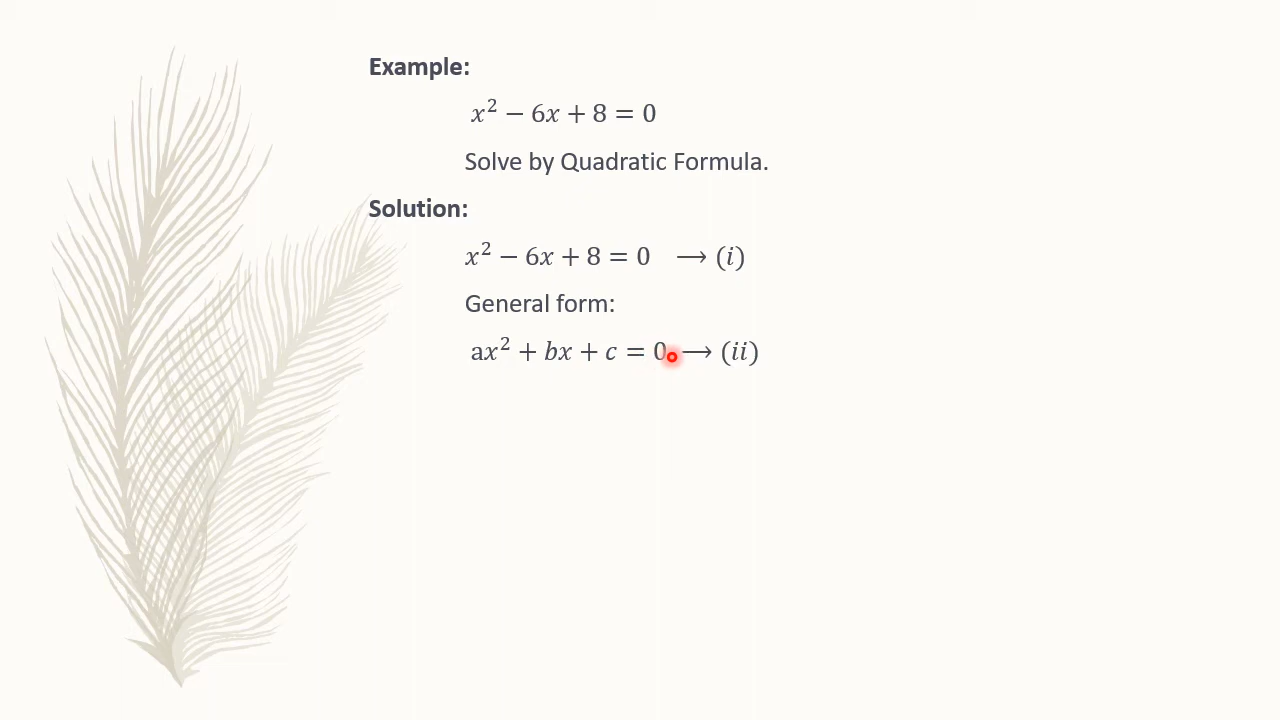 Example:
x² − 6x + 8 = 0
Solve by Quadratic Formula.
Solution:
x² − 6x + 8 = 0 ⟶ (i)
General form:
ax² + bx + c = 0 ⟶ (ii)